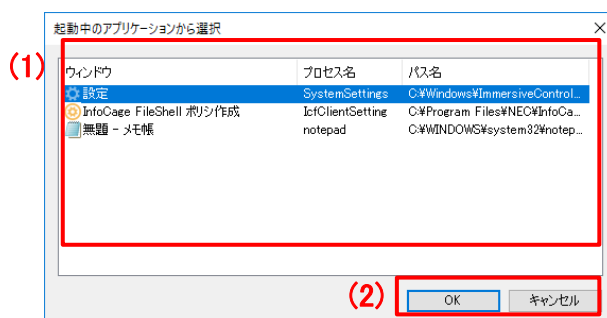 起動中のアプリケーションから選択
(1)
ウィンドウ プロセス名 パス名
設定 SystemSettings C:¥Windows¥ImmersiveControl...
InfoCage FileShell ポリシ作成 IcfClientSetting C:¥Program Files¥NEC¥InfoCa...
無題 - メモ帳 notepad C:¥WINDOWS¥system32¥notep...
(2)
OK キャンセル